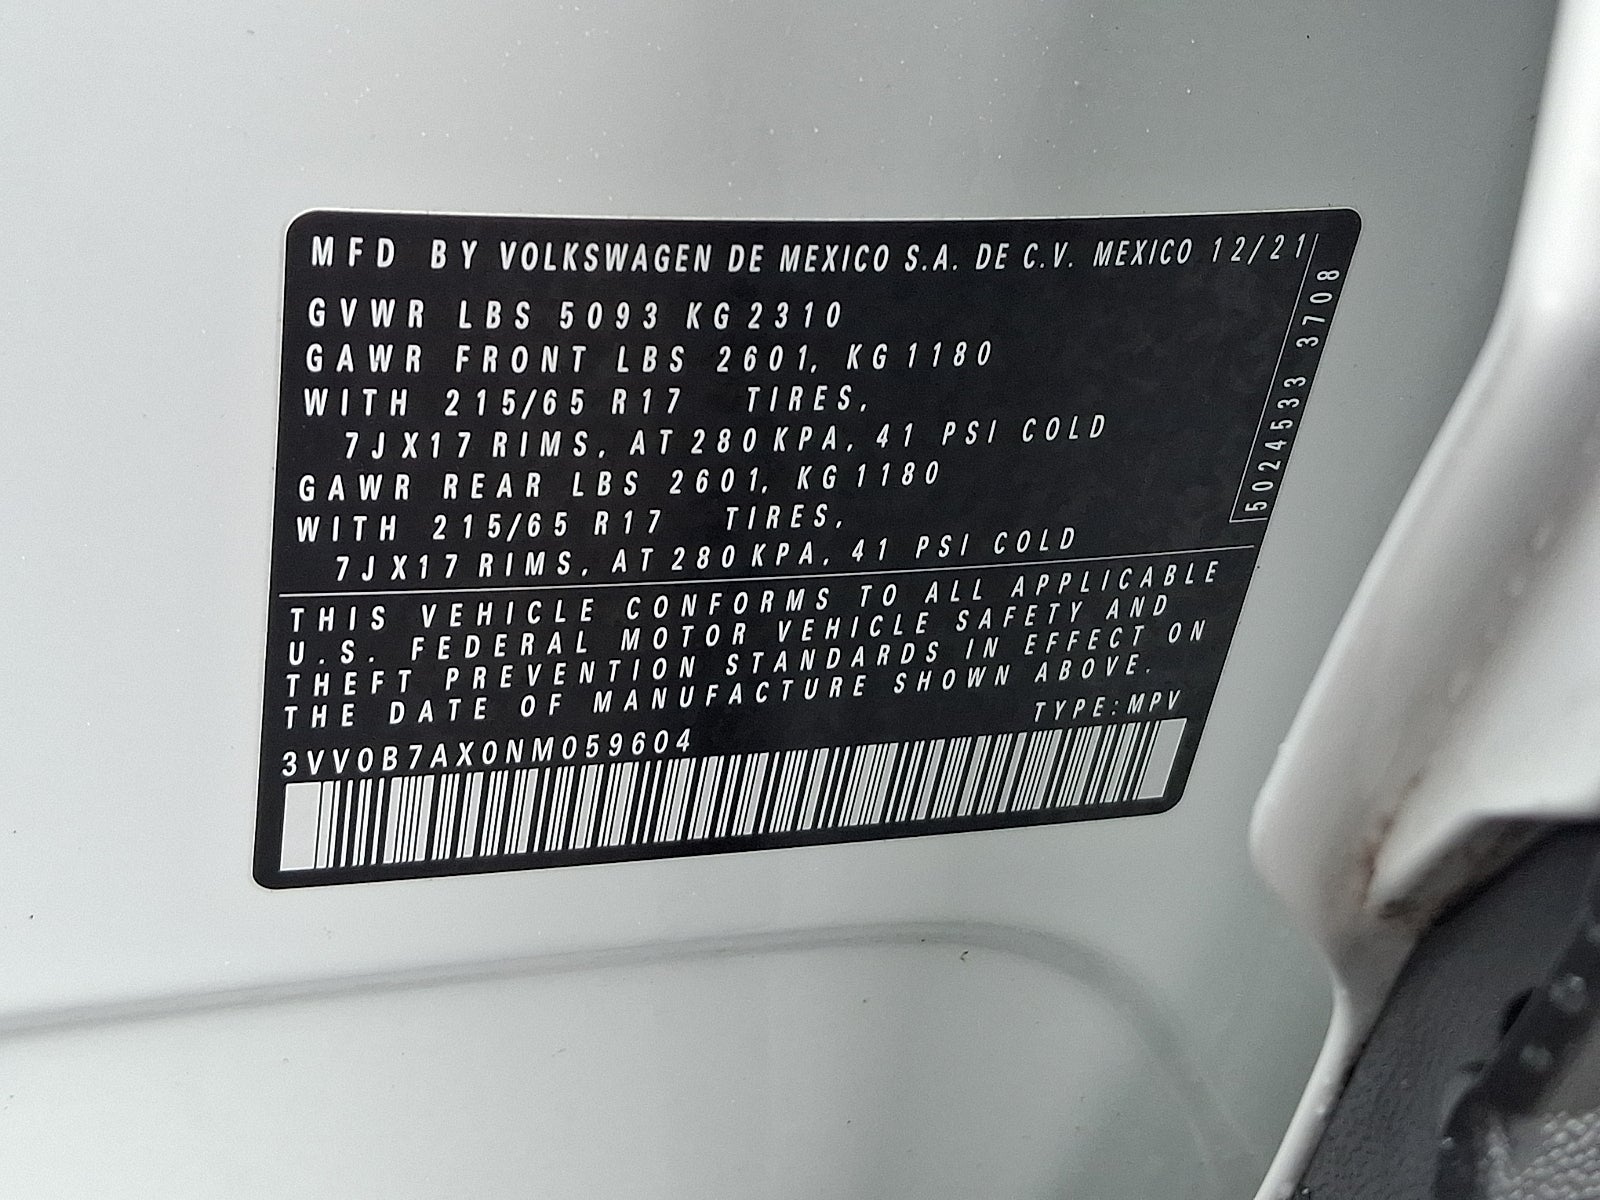 MFD BY VOLKSWAGEN DE MEXICO S.A. DE C.V. MEXICO 12/21
GVWR LBS 5093 KG 2310
GAWR FRONT LBS 2601, KG 1180
WITH 215/65 R17 TIRES,
7JX17 RIMS, AT 280 KPA, 41 PSI COLD
GAWR REAR LBS 2601, KG 1180
WITH 215/65 R17 TIRES,
7JX17 RIMS, AT 280 KPA, 41 PSI COLD
5024533 3708
THIS VEHICLE CONFORMS TO ALL APPLICABLE
U.S. FEDERAL MOTOR VEHICLE SAFETY AND
THEFT PREVENTION STANDARDS IN EFFECT ON
THE DATE OF MANUFACTURE SHOWN ABOVE.
TYPE: MPV
3VV0B7AX0NM059604